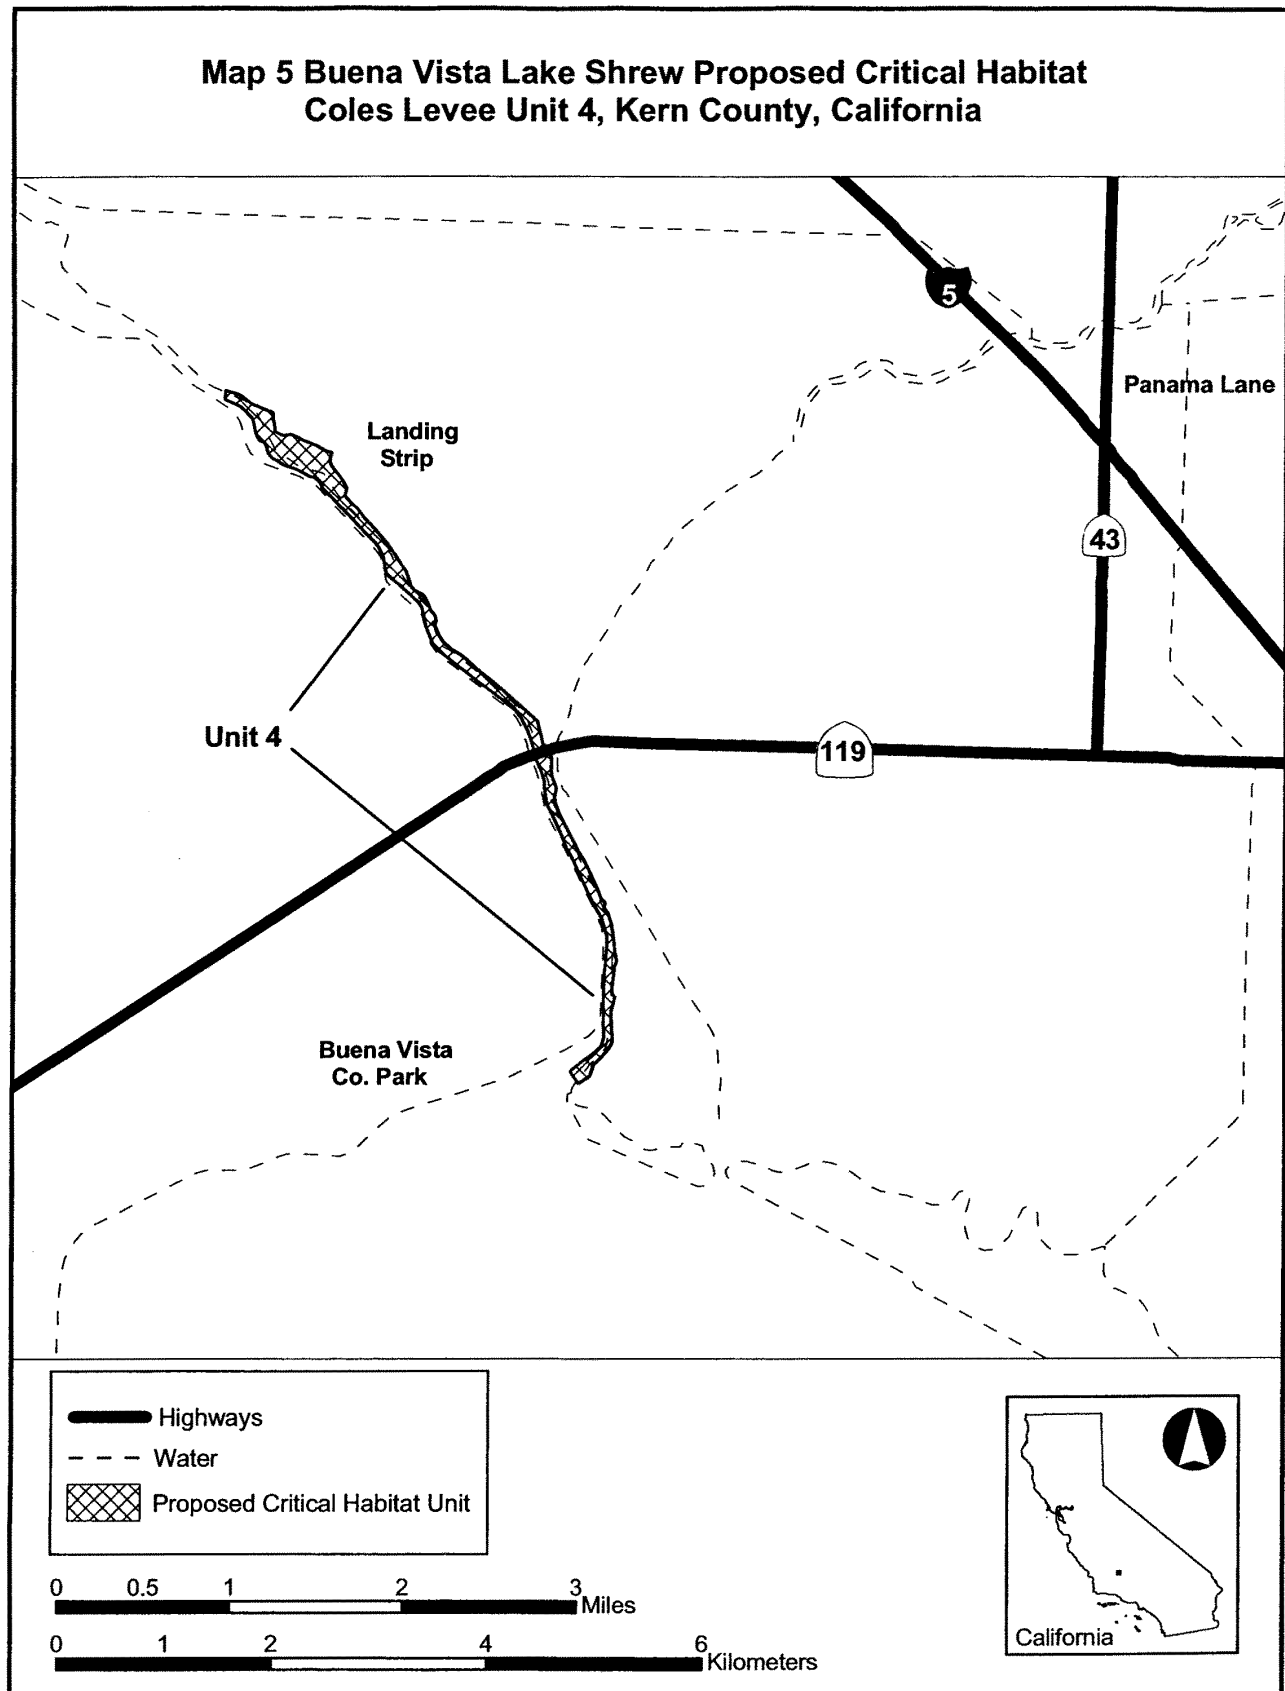 Map 5 Buena Vista Lake Shrew Proposed Critical Habitat
Coles Levee Unit 4, Kern County, California
5
Panama Lane
Landing
Strip
43
Unit 4
119
Buena Vista
Co. Park
Highways
Water
Proposed Critical Habitat Unit
0 0.5 1 2 3
Miles
0 1 2 4 6
Kilometers
California